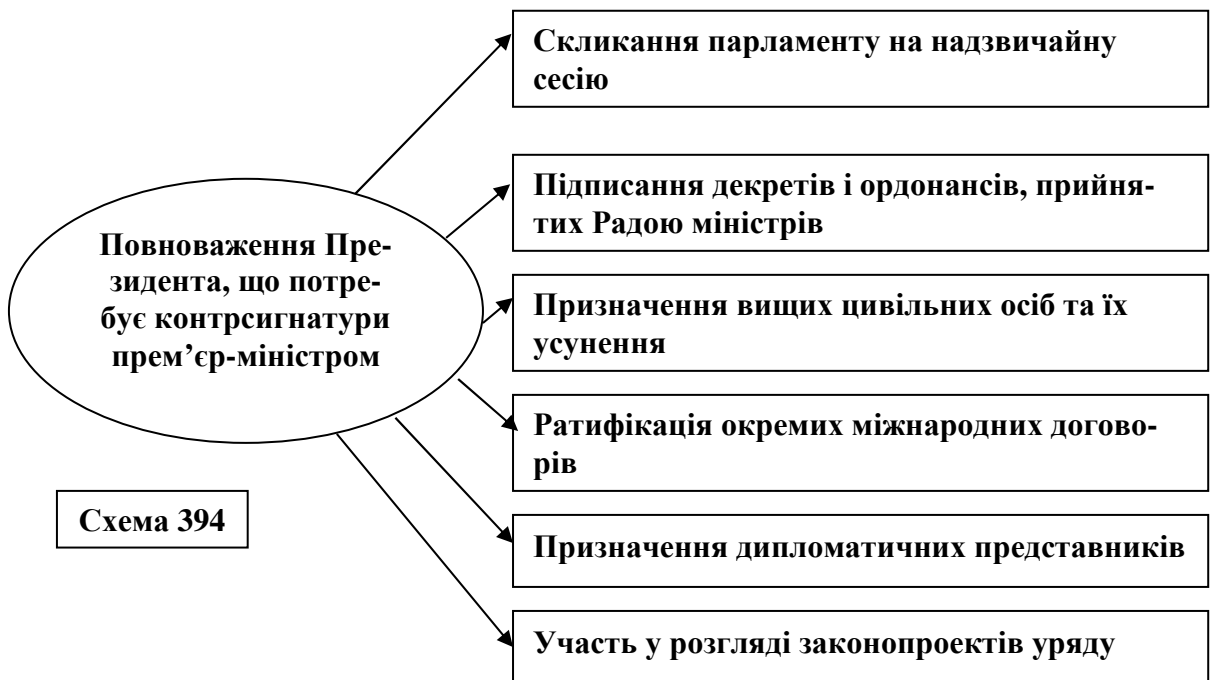 Повноваження Пре-
зидента, що потре-
бує контрсигнатури
прем’єр-міністром
Скликання парламенту на надзвичайну
сесію
Підписання декретів і ордонансів, прийня-
тих Радою міністрів
Призначення вищих цивільних осіб та їх
усунення
Ратифікація окремих міжнародних догово-
рів
Призначення дипломатичних представників
Участь у розгляді законопроектів уряду
Схема 394